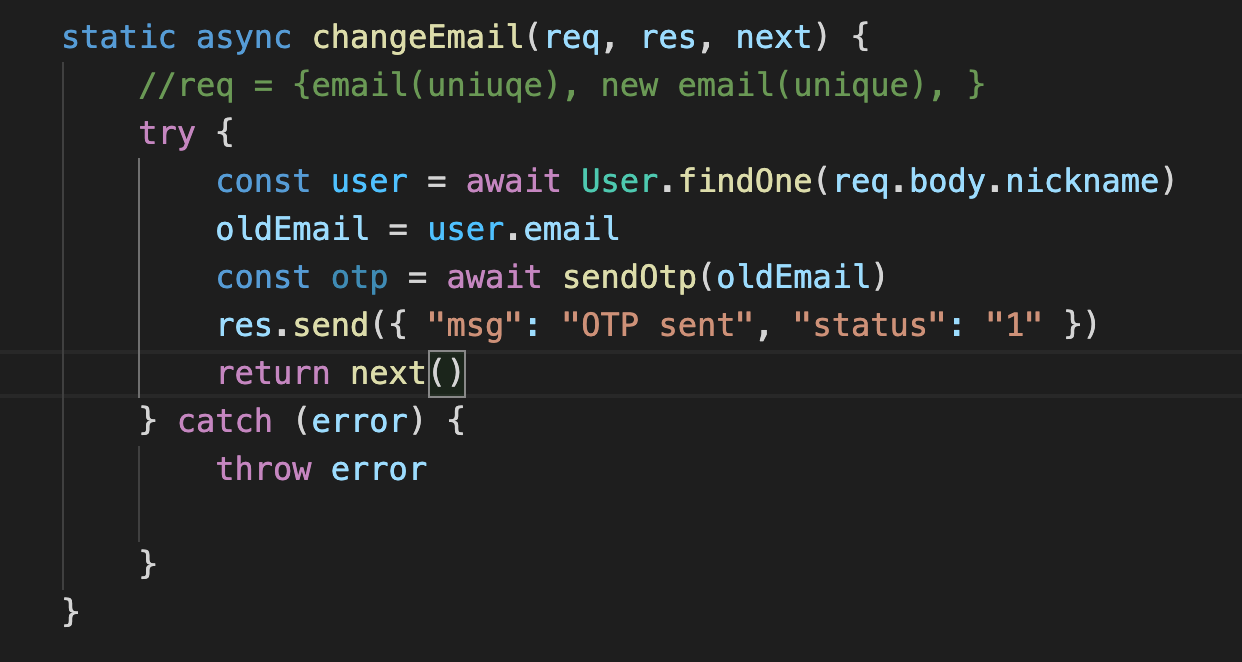 static async changeEmail(req, res, next) {
//req = {email(uniuqe), new email(unique), }
try {
const user = await User.findOne(req.body.nickname)
oldEmail = user.email
const otp = await sendOtp(oldEmail)
res.send({ "msg": "OTP sent", "status": "1" })
return next()
} catch (error) {
throw error
}
}